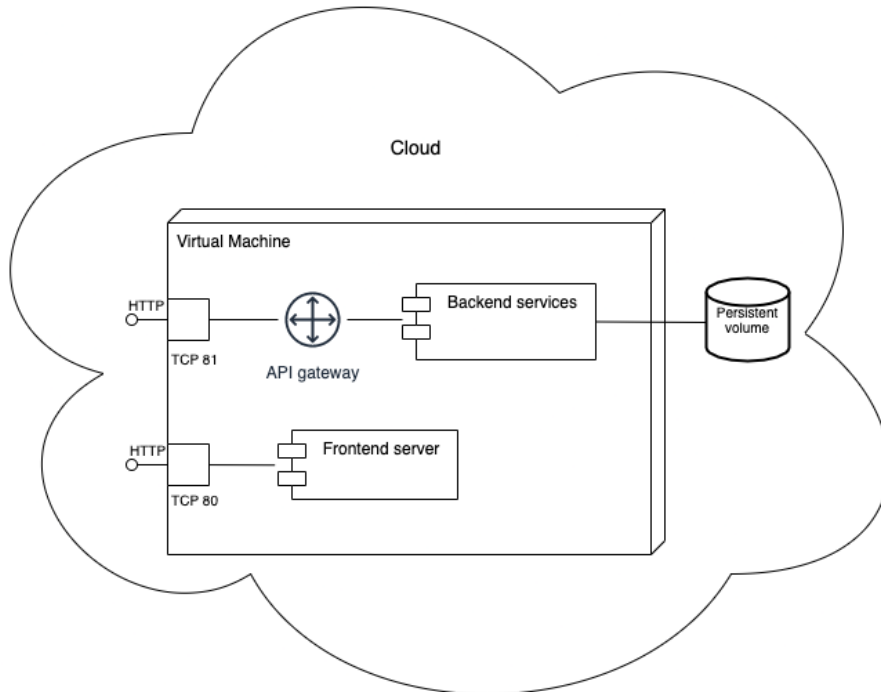 Cloud
Virtual Machine
HTTP
TCP 81
API gateway
Backend services
Persistent
volume
HTTP
TCP 80
Frontend server